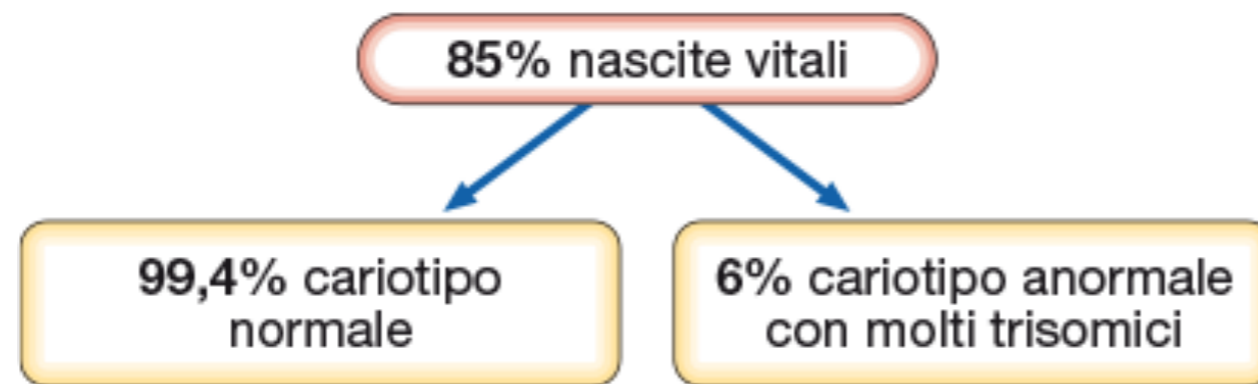 85% nascite vitali
99,4% cariotipo
normale
6% cariotipo anormale
con molti trisomici